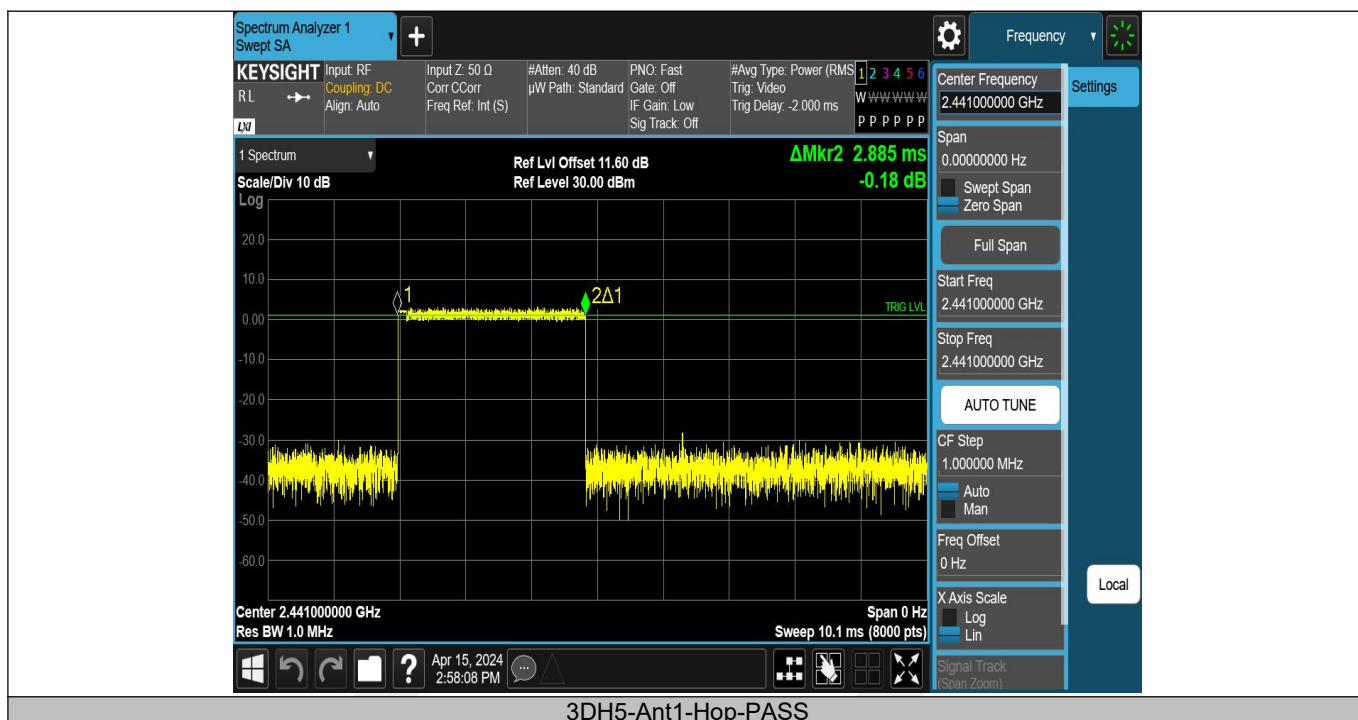 Spectrum Analyzer 1
Swept SA
+
Frequency
KEYSIGHT
RL
LXI
Input: RF
Coupling: DC
Align: Auto
Input Z: 50 Ω
Corr CCorr
Freq Ref: Int (S)
#Atten: 40 dB
µW Path: Standard
PNO: Fast
Gate: Off
IF Gain: Low
Sig Track: Off
#Avg Type: Power (RMS
Trig: Video
Trig Delay: -2.000 ms
1 2 3 4 5 6
W W W W W W
P P P P P P
1 Spectrum
Scale/Div 10 dB
Log
Ref Lvl Offset 11.60 dB
Ref Level 30.00 dBm
ΔMkr2 2.885 ms
-0.18 dB
20.0
10.0
0.00
-10.0
-20.0
-30.0
-40.0
-50.0
-60.0
1
2Δ1
TRIG LVL
Center 2.441000000 GHz
Res BW 1.0 MHz
Span 0 Hz
Sweep 10.1 ms (8000 pts)
Apr 15, 2024
2:58:08 PM
Center Frequency
2.441000000 GHz
Settings
Span
0.00000000 Hz
Swept Span
Zero Span
Full Span
Start Freq
2.441000000 GHz
Stop Freq
2.441000000 GHz
AUTO TUNE
CF Step
1.000000 MHz
Auto
Man
Freq Offset
0 Hz
Local
X Axis Scale
Log
Lin
Signal Track
(Span Zoom)
3DH5-Ant1-Hop-PASS